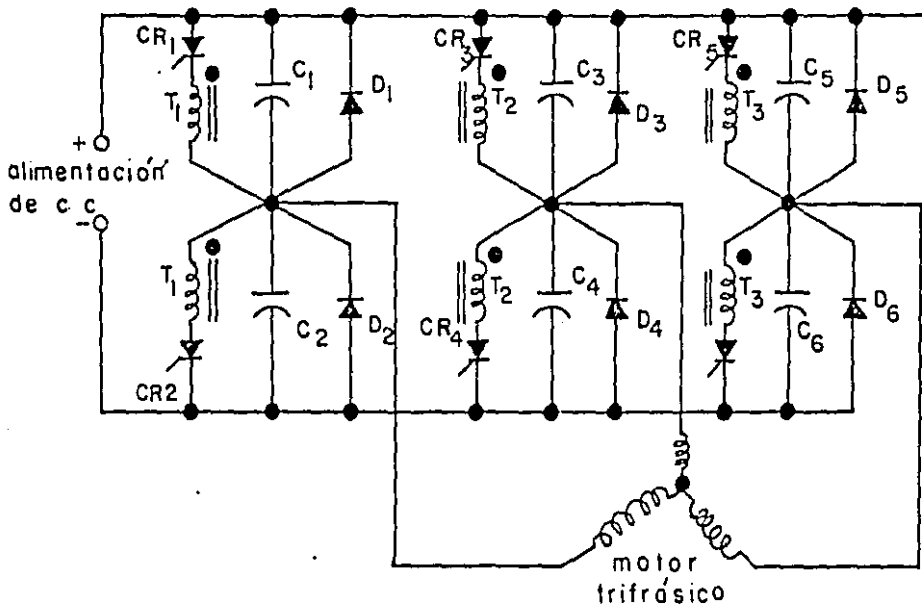 CR1 C1 D1 CR3 C3 D3 CR5 C5 D5
T1 T2 T3
+
alimentación
de c c
-
T1 C2 D2 T2 C4 D4 T3 C6 D6
CR2 CR4
motor
trifrásico